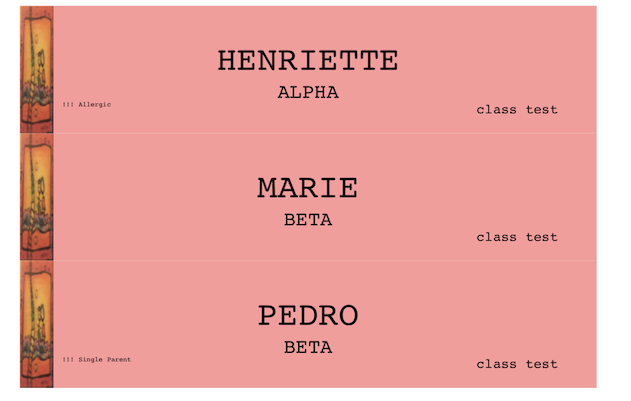 HENRIETTE
ALPHA
!!! Allergic
class test
MARIE
BETA
class test
PEDRO
BETA
!!! Single Parent
class test